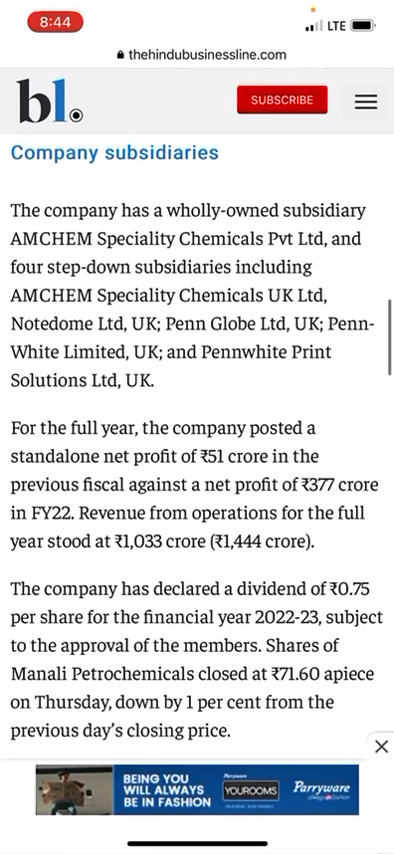 8:44
LTE
thehindubusinessline.com
bl.
SUBSCRIBE
Company subsidiaries
The company has a wholly-owned subsidiary
AMCHEM Speciality Chemicals Pvt Ltd, and
four step-down subsidiaries including
AMCHEM Speciality Chemicals UK Ltd,
Notedome Ltd, UK; Penn Globe Ltd, UK; Penn-
White Limited, UK; and Pennwhite Print
Solutions Ltd, UK.
For the full year, the company posted a
standalone net profit of ₹51 crore in the
previous fiscal against a net profit of ₹377 crore
in FY22. Revenue from operations for the full
year stood at ₹1,033 crore (₹1,444 crore).
The company has declared a dividend of ₹0.75
per share for the financial year 2022-23, subject
to the approval of the members. Shares of
Manali Petrochemicals closed at ₹71.60 apiece
on Thursday, down by 1 per cent from the
previous day's closing price.
BEING YOU
WILL ALWAYS
BE IN FASHION
Parryware
YOUROOMS
Parryware